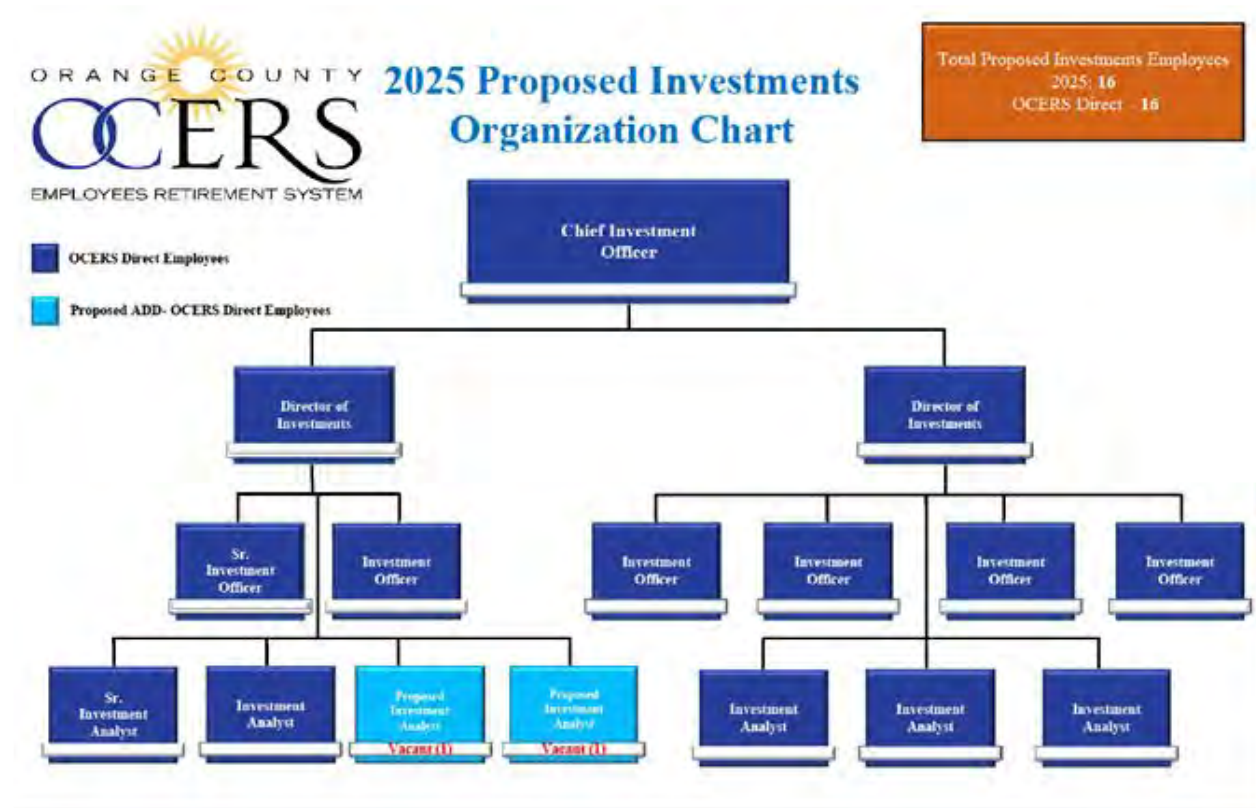 ORANGE COUNTY
OCERS
EMPLOYEES RETIREMENT SYSTEM
2025 Proposed Investments
Organization Chart
Total Proposed Investments Employees
2025: 16
OCERS Direct - 16
OCERS Direct Employees
Proposed ADD- OCERS Direct Employees
Chief Investment
Officer
Director of
Investments
Director of
Investments
Sr.
Investment
Officer
Investment
Officer
Investment
Officer
Investment
Officer
Investment
Officer
Investment
Officer
Sr.
Investment
Analyst
Investment
Analyst
Proposed
Investment
Analyst
Vacant (1)
Proposed
Investment
Analyst
Vacant (1)
Investment
Analyst
Investment
Analyst
Investment
Analyst